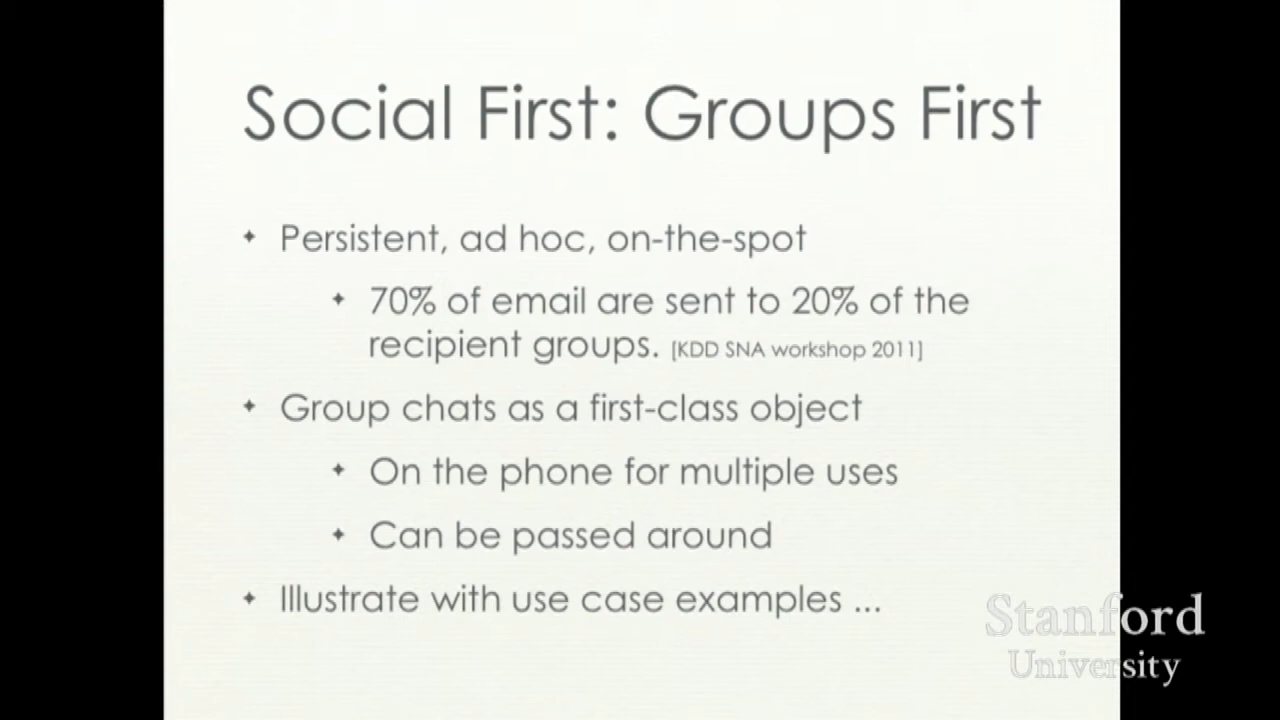 Social First: Groups First
✦ Persistent, ad hoc, on-the-spot
✦ 70% of email are sent to 20% of the
recipient groups. [KDD SNA workshop 2011]
✦ Group chats as a first-class object
✦ On the phone for multiple uses
✦ Can be passed around
✦ Illustrate with use case examples ...
Stanford
University